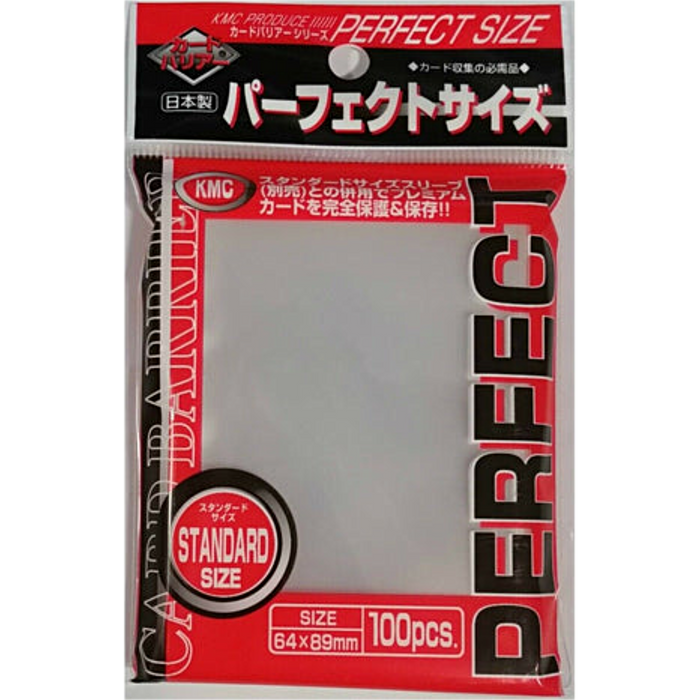 KMC PRODUCE //////
カードバリアーシリーズ
PERFECT SIZE
カード
バリアー
◆カード収集の必需品◆
日本製
パーフェクトサイズ
KMC
スタンダードサイズスリーブ
(別売)との併用でプレミアム
カードを完全保護&保存!!
CARD BARRIER
PERFECT
スタンダード
サイズ
STANDARD
SIZE
SIZE
64×89mm
100pcs.